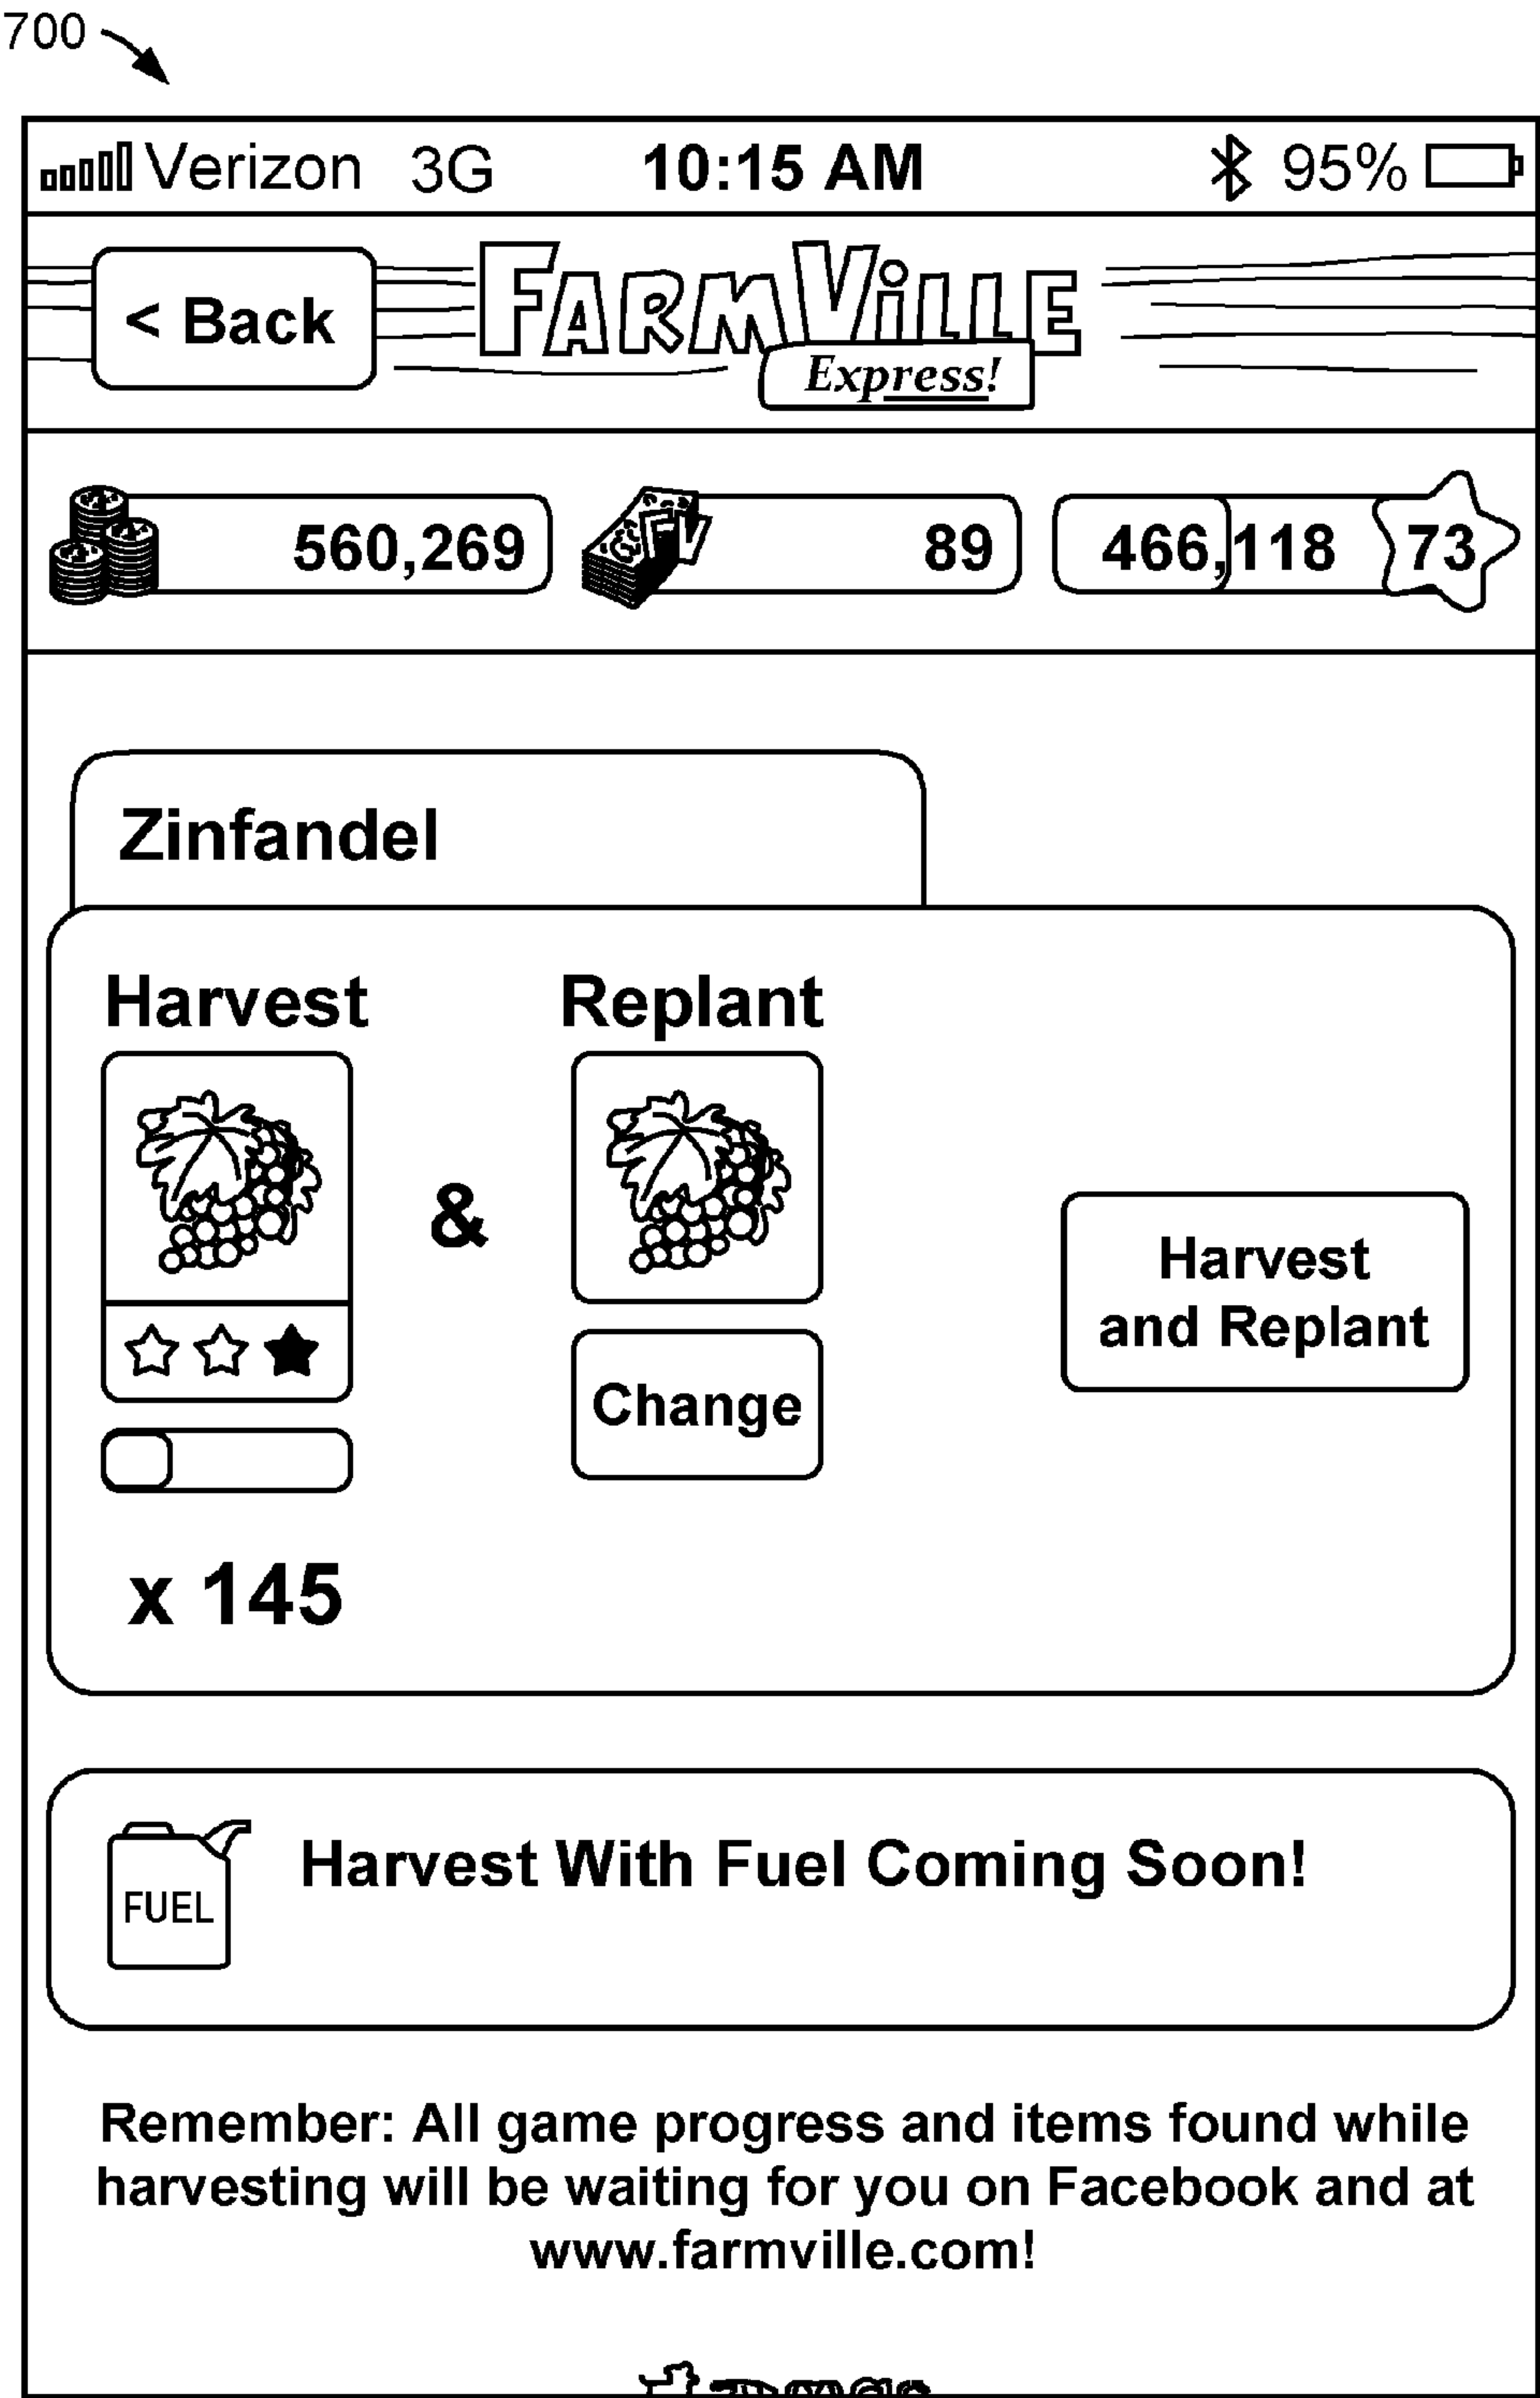 700
Verizon 3G 10:15 AM 95%
< Back FARMVILLE
Express!
560,269 89 466,118 73
Zinfandel
Harvest Replant
&
Harvest
and Replant
Change
x 145
FUEL Harvest With Fuel Coming Soon!
Remember: All game progress and items found while
harvesting will be waiting for you on Facebook and at
www.farmville.com!